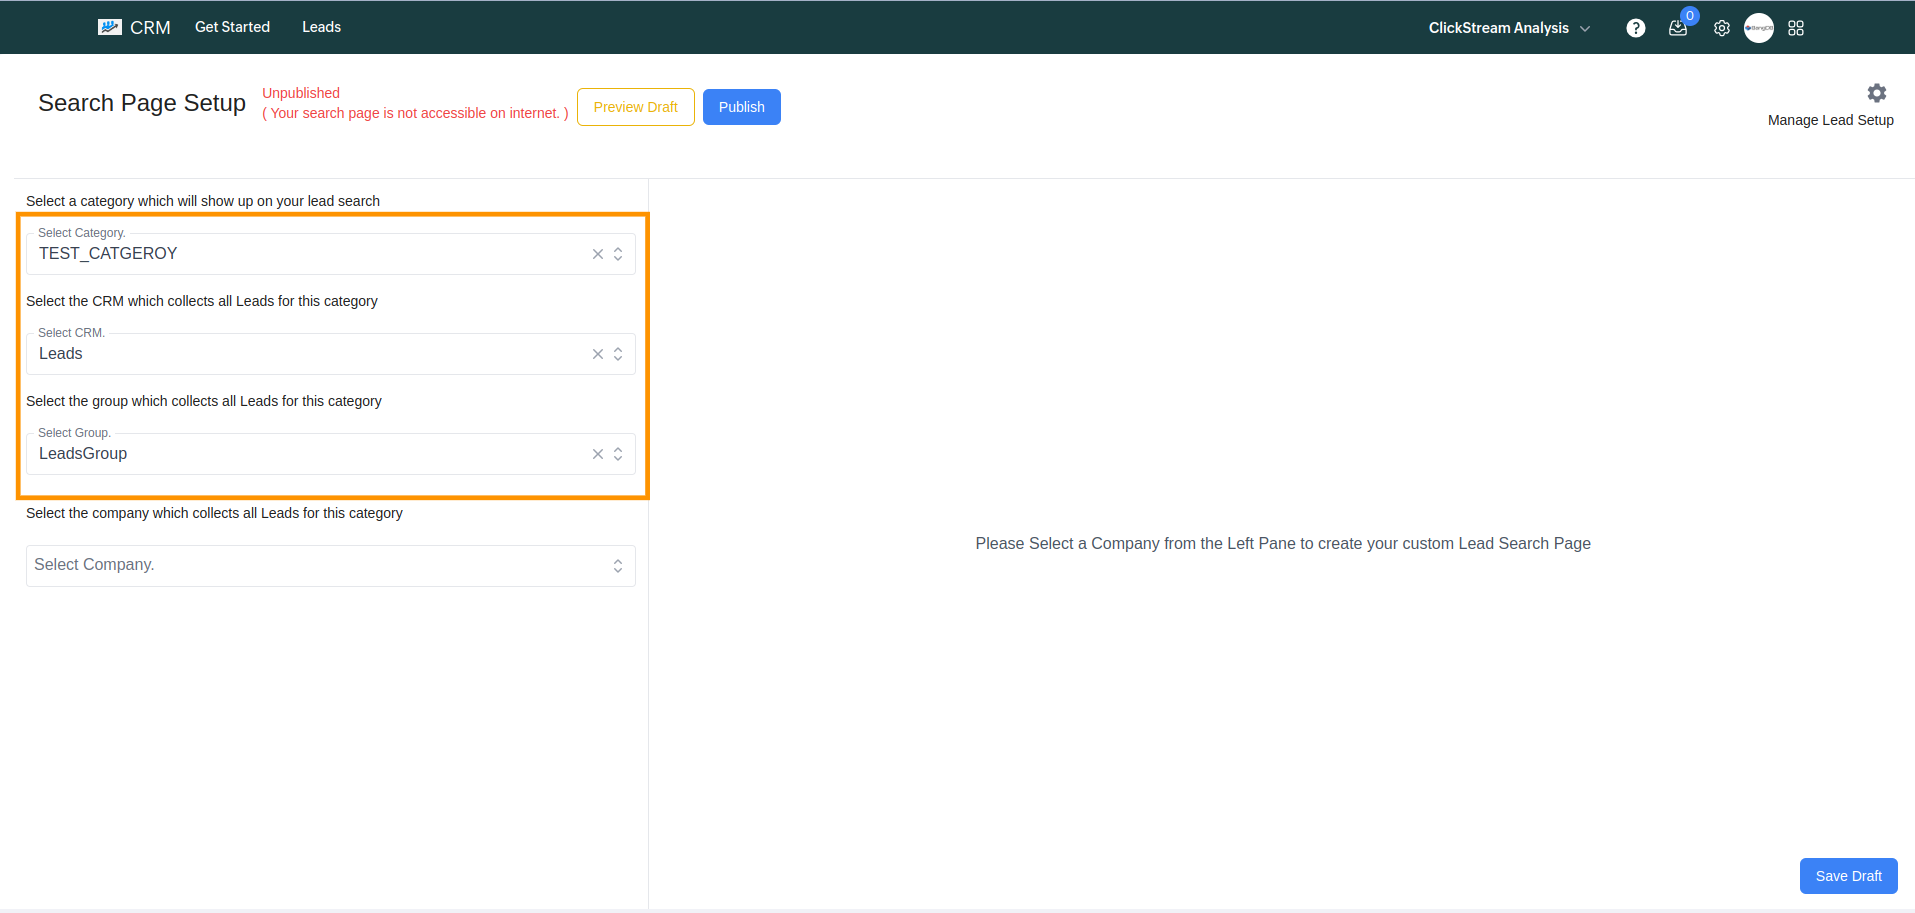 CRM Get Started Leads ClickStream Analysis ? 0 BangDB
Search Page Setup
Unpublished
( Your search page is not accessible on internet. )
Preview Draft
Publish
Manage Lead Setup
Select a category which will show up on your lead search
Select Category.
TEST_CATGEROY
Select the CRM which collects all Leads for this category
Select CRM.
Leads
Select the group which collects all Leads for this category
Select Group.
LeadsGroup
Select the company which collects all Leads for this category
Select Company.
Please Select a Company from the Left Pane to create your custom Lead Search Page
Save Draft